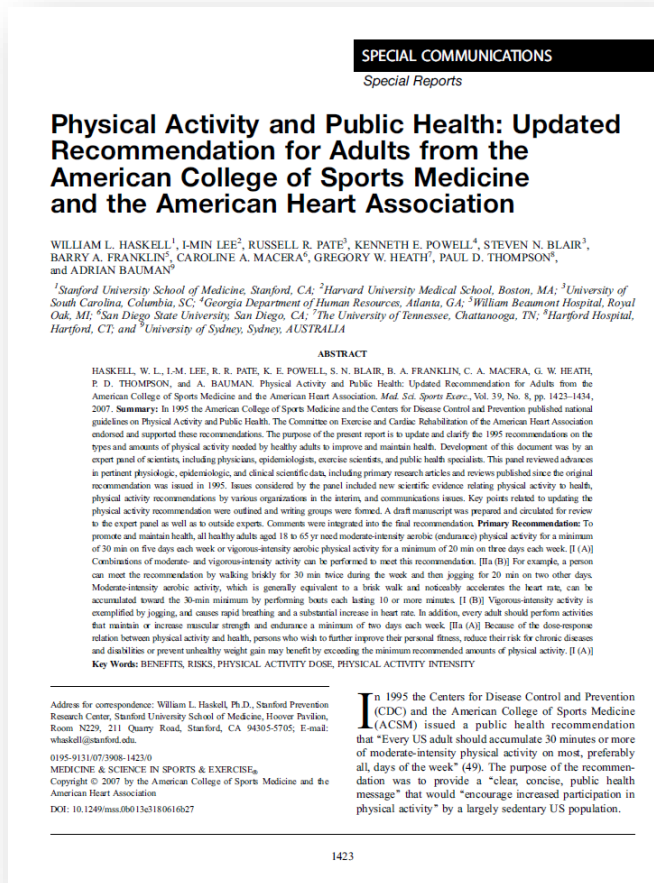 SPECIAL COMMUNICATIONS
Special Reports
Physical Activity and Public Health: Updated
Recommendation for Adults from the
American College of Sports Medicine
and the American Heart Association
WILLIAM L. HASKELL¹, I-MIN LEE², RUSSELL R. PATE³, KENNETH E. POWELL⁴, STEVEN N. BLAIR³,
BARRY A. FRANKLIN⁵, CAROLINE A. MACERA⁶, GREGORY W. HEATH⁷, PAUL D. THOMPSON⁸,
and ADRIAN BAUMAN⁹
¹Stanford University School of Medicine, Stanford, CA; ²Harvard University Medical School, Boston, MA; ³University of
South Carolina, Columbia, SC; ⁴Georgia Department of Human Resources, Atlanta, GA; ⁵William Beaumont Hospital, Royal
Oak, MI; ⁶San Diego State University, San Diego, CA; ⁷The University of Tennessee, Chattanooga, TN; ⁸Hartford Hospital,
Hartford, CT; and ⁹University of Sydney, Sydney, AUSTRALIA
ABSTRACT
HASKELL, W. L., I.-M. LEE, R. R. PATE, K. E. POWELL, S. N. BLAIR, B. A. FRANKLIN, C. A. MACERA, G. W. HEATH,
P. D. THOMPSON, and A. BAUMAN. Physical Activity and Public Health: Updated Recommendation for Adults from the
American College of Sports Medicine and the American Heart Association. Med. Sci. Sports Exerc., Vol. 39, No. 8, pp. 1423–1434,
2007. Summary: In 1995 the American College of Sports Medicine and the Centers for Disease Control and Prevention published national
guidelines on Physical Activity and Public Health. The Committee on Exercise and Cardiac Rehabilitation of the American Heart Association
endorsed and supported these recommendations. The purpose of the present report is to update and clarify the 1995 recommendations on the
types and amounts of physical activity needed by healthy adults to improve and maintain health. Development of this document was by an
expert panel of scientists, including physicians, epidemiologists, exercise scientists, and public health specialists. This panel reviewed advances
in pertinent physiologic, epidemiologic, and clinical scientific data, including primary research articles and reviews published since the original
recommendation was issued in 1995. Issues considered by the panel included new scientific evidence relating physical activity to health,
physical activity recommendations by various organizations in the interim, and communications issues. Key points related to updating the
physical activity recommendation were outlined and writing groups were formed. A draft manuscript was prepared and circulated for review
to the expert panel as well as to outside experts. Comments were integrated into the final recommendation. Primary Recommendation: To
promote and maintain health, all healthy adults aged 18 to 65 yr need moderate-intensity aerobic (endurance) physical activity for a minimum
of 30 min on five days each week or vigorous-intensity aerobic physical activity for a minimum of 20 min on three days each week. [I (A)]
Combinations of moderate- and vigorous-intensity activity can be performed to meet this recommendation. [IIa (B)] For example, a person
can meet the recommendation by walking briskly for 30 min twice during the week and then jogging for 20 min on two other days.
Moderate-intensity aerobic activity, which is generally equivalent to a brisk walk and noticeably accelerates the heart rate, can be
accumulated toward the 30-min minimum by performing bouts each lasting 10 or more minutes. [I (B)] Vigorous-intensity activity is
exemplified by jogging, and causes rapid breathing and a substantial increase in heart rate. In addition, every adult should perform activities
that maintain or increase muscular strength and endurance a minimum of two days each week. [IIa (A)] Because of the dose-response
relation between physical activity and health, persons who wish to further improve their personal fitness, reduce their risk for chronic diseases
and disabilities or prevent unhealthy weight gain may benefit by exceeding the minimum recommended amounts of physical activity. [I (A)]
Key Words: BENEFITS, RISKS, PHYSICAL ACTIVITY DOSE, PHYSICAL ACTIVITY INTENSITY
Address for correspondence: William L. Haskell, Ph.D., Stanford Prevention
Research Center, Stanford University School of Medicine, Hoover Pavilion,
Room N229, 211 Quarry Road, Stanford, CA 94305-5705; E-mail:
whaskell@stanford.edu.
0195-9131/07/3908-1423/0
MEDICINE & SCIENCE IN SPORTS & EXERCISE®
Copyright © 2007 by the American College of Sports Medicine and the
American Heart Association
DOI: 10.1249/mss.0b013e3180616b27
In 1995 the Centers for Disease Control and Prevention
(CDC) and the American College of Sports Medicine
(ACSM) issued a public health recommendation
that “Every US adult should accumulate 30 minutes or more
of moderate-intensity physical activity on most, preferably
all, days of the week” (49). The purpose of the recommen-
dation was to provide a “clear, concise, public health
message” that would “encourage increased participation in
physical activity” by a largely sedentary US population.
1423